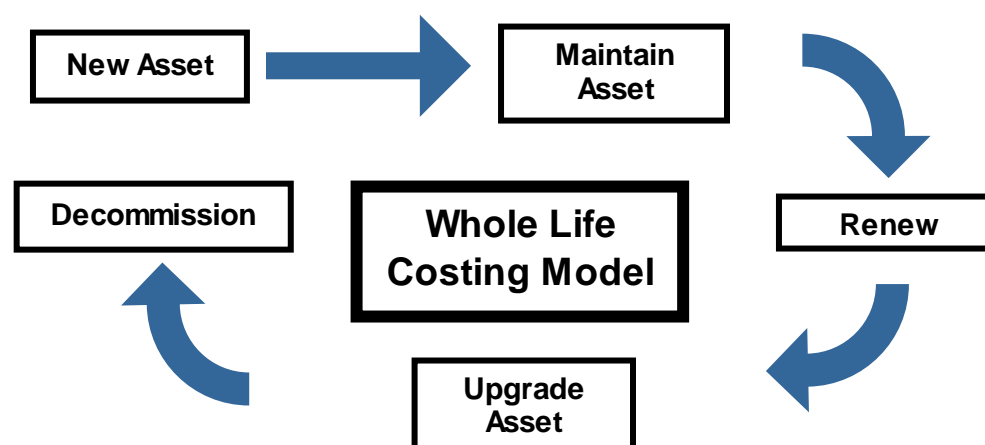 New Asset
Maintain
Asset
Decommission
Whole Life
Costing Model
Renew
Upgrade
Asset